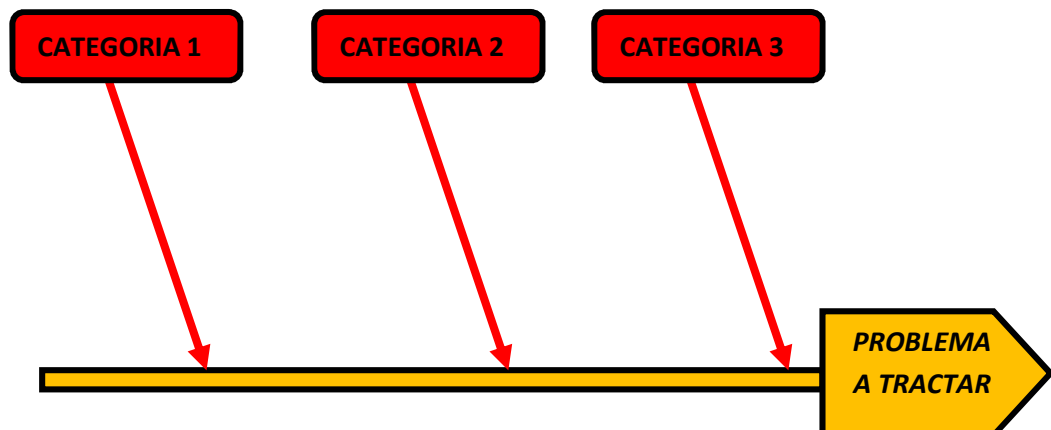 CATEGORIA 1
CATEGORIA 2
CATEGORIA 3
PROBLEMA
A TRACTAR